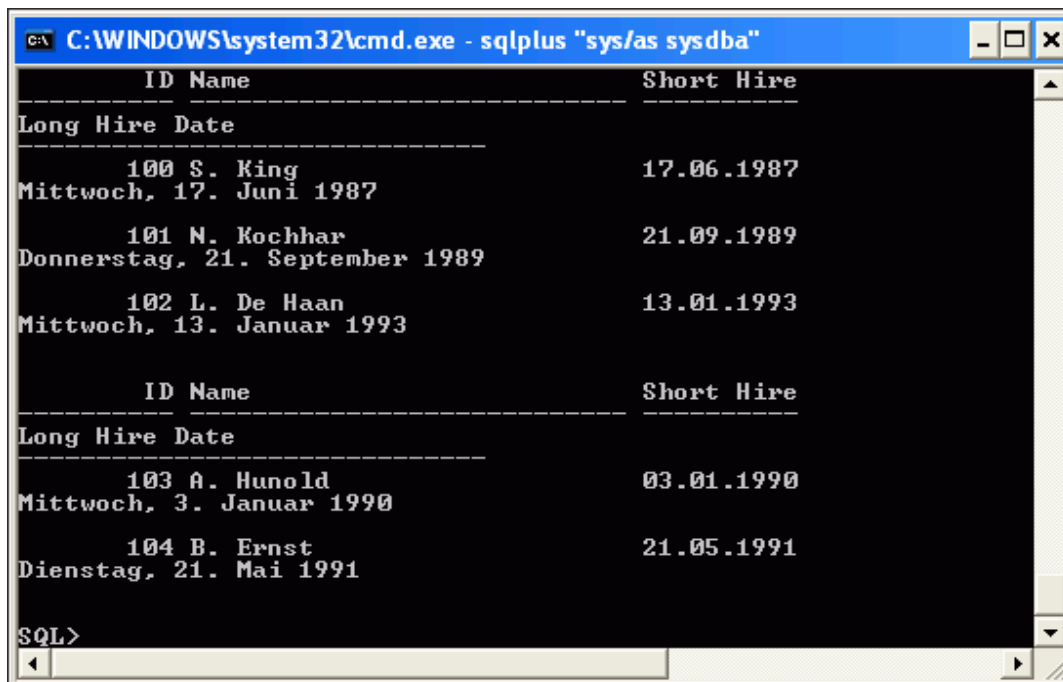 C:\WINDOWS\system32\cmd.exe - sqlplus "sys/as sysdba"
ID Name Short Hire
---------- ---------------------------- ----------
Long Hire Date
------------------------------
100 S. King 17.06.1987
Mittwoch, 17. Juni 1987
101 N. Kochhar 21.09.1989
Donnerstag, 21. September 1989
102 L. De Haan 13.01.1993
Mittwoch, 13. Januar 1993
ID Name Short Hire
---------- ---------------------------- ----------
Long Hire Date
------------------------------
103 A. Hunold 03.01.1990
Mittwoch, 3. Januar 1990
104 B. Ernst 21.05.1991
Dienstag, 21. Mai 1991
SQL>